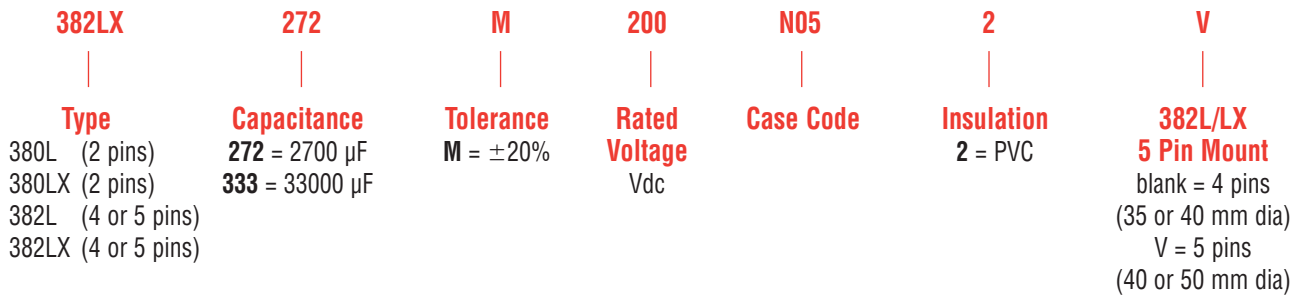 382LX 272 M 200 N05 2 V
Type Capacitance Tolerance Rated Voltage Case Code Insulation 382L/LX 5 Pin Mount
380L (2 pins) 272 = 2700 µF M = ±20% Vdc 2 = PVC blank = 4 pins
380LX (2 pins) 333 = 33000 µF (35 or 40 mm dia)
382L (4 or 5 pins) V = 5 pins
382LX (4 or 5 pins) (40 or 50 mm dia)